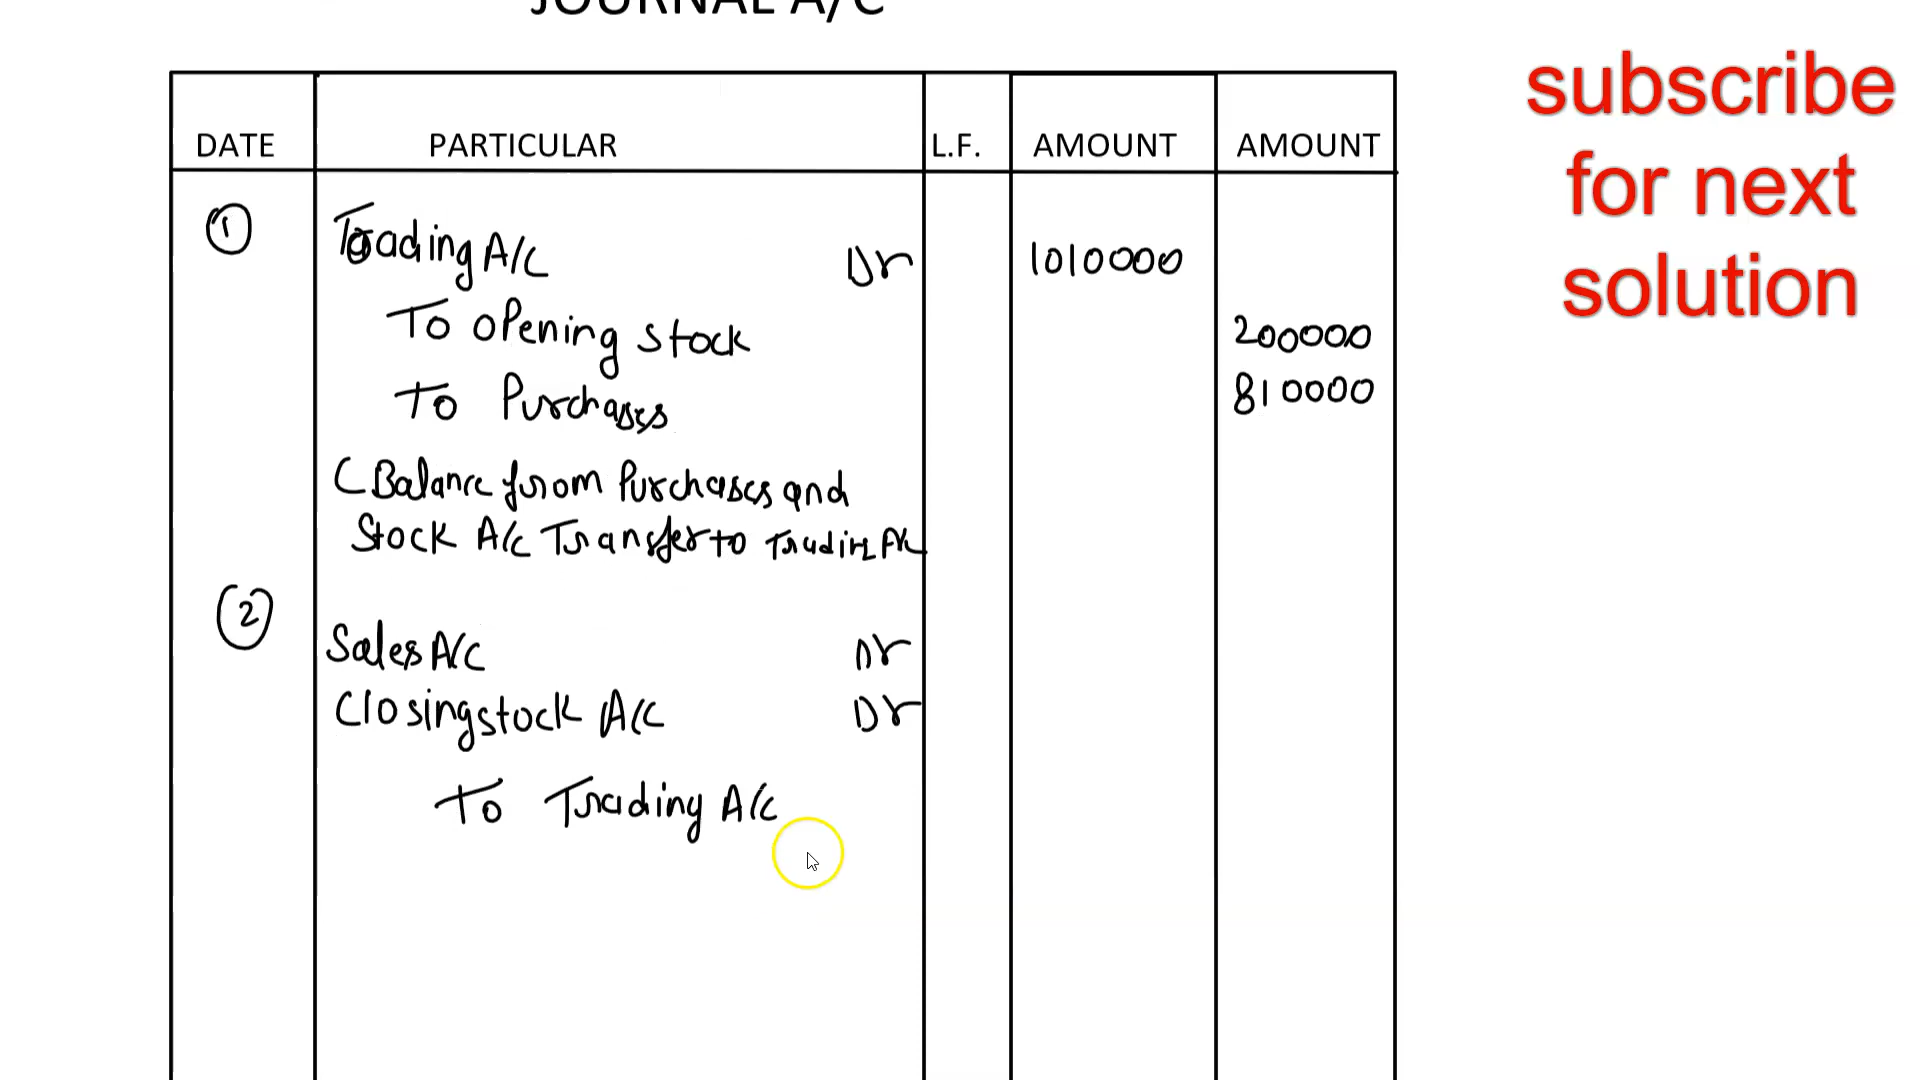 JOURNAL A/C
DATE PARTICULAR L.F. AMOUNT AMOUNT
① Trading A/C Dr 1010000
To Opening Stock 200000
To Purchases 810000
(Balance from Purchases and
Stock A/c Transfer to Trading A/c
② Sales A/C Dr
Closing stock A/C Dr
To Trading A/C
subscribe
for next
solution